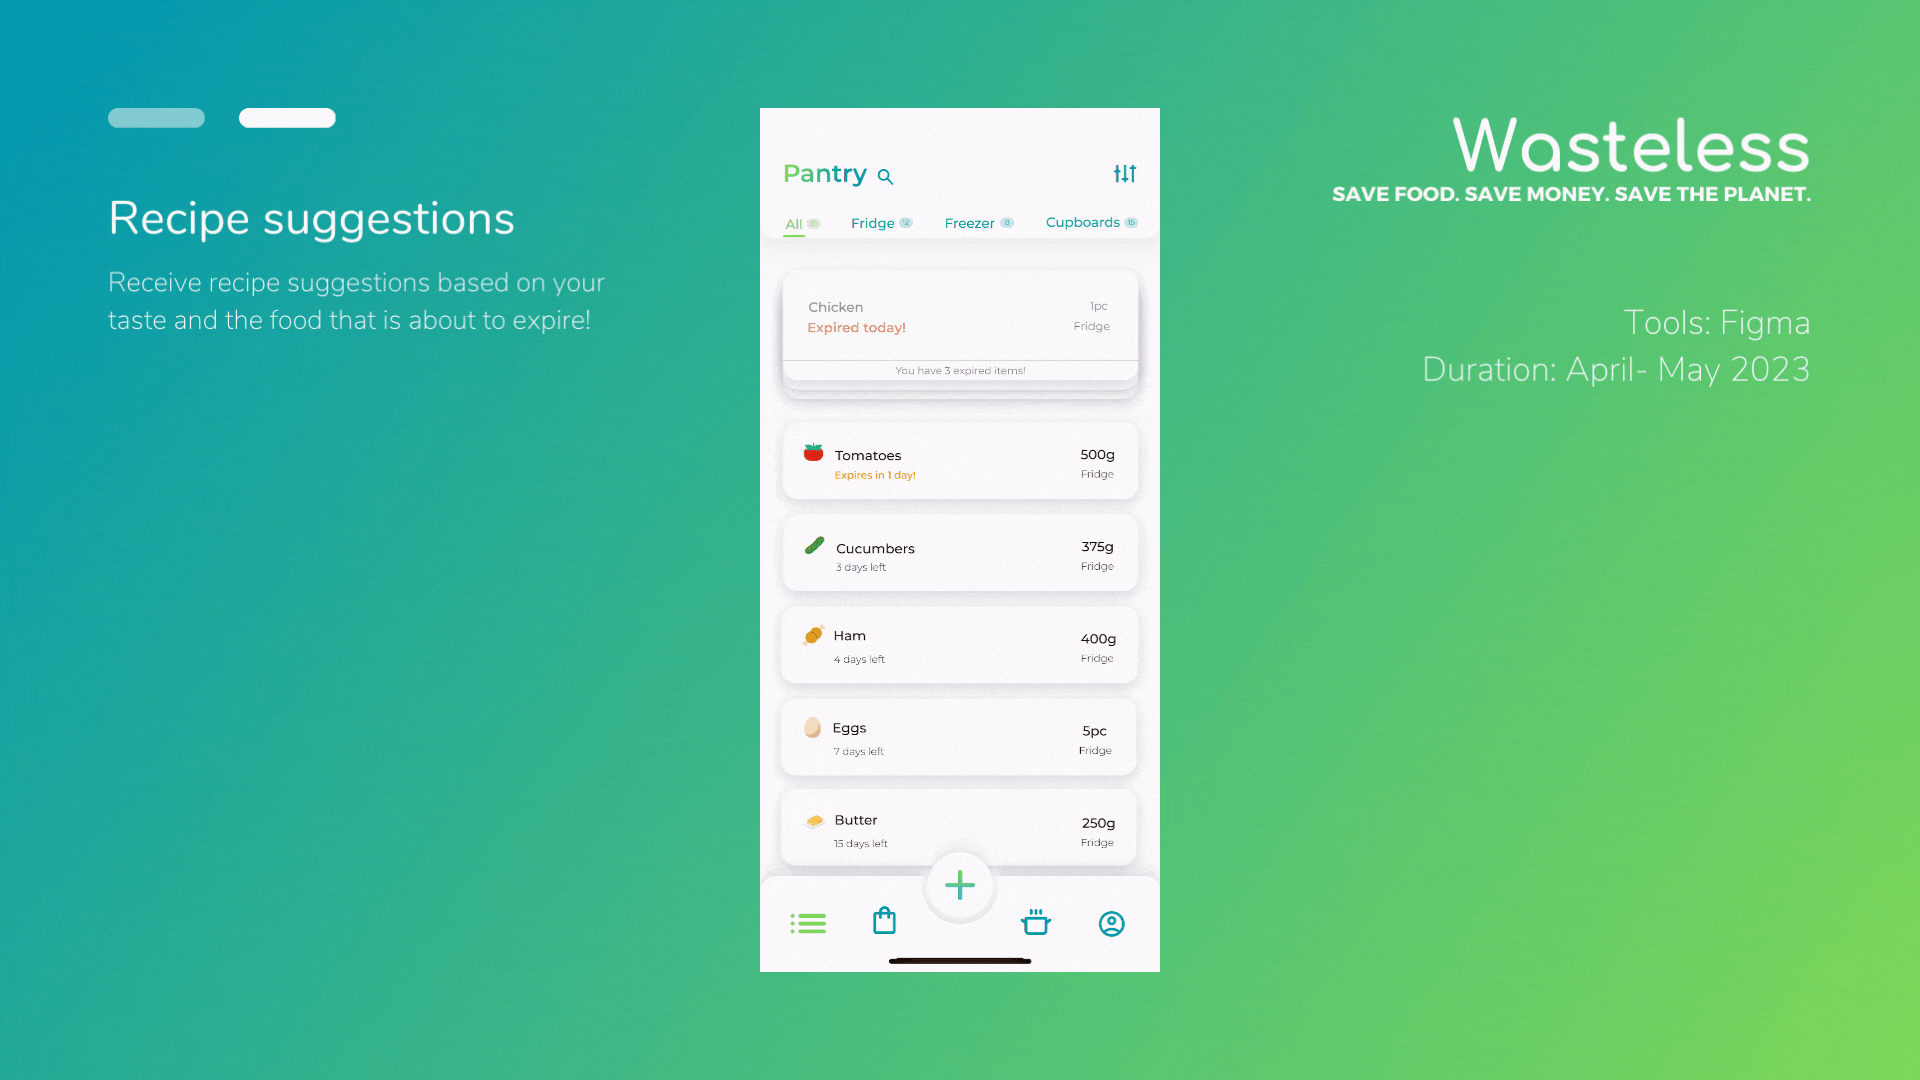 Recipe suggestions
Receive recipe suggestions based on your
taste and the food that is about to expire!
Pantry
All
Fridge 12
Freezer 8
Cupboards 15
Chicken
1pc
Expired today!
Fridge
You have 3 expired items!
Tomatoes
500g
Expires in 1 day!
Fridge
Cucumbers
375g
3 days left
Fridge
Ham
400g
4 days left
Fridge
Eggs
5pc
7 days left
Fridge
Butter
250g
15 days left
Fridge
Wasteless
SAVE FOOD. SAVE MONEY. SAVE THE PLANET.
Tools: Figma
Duration: April- May 2023